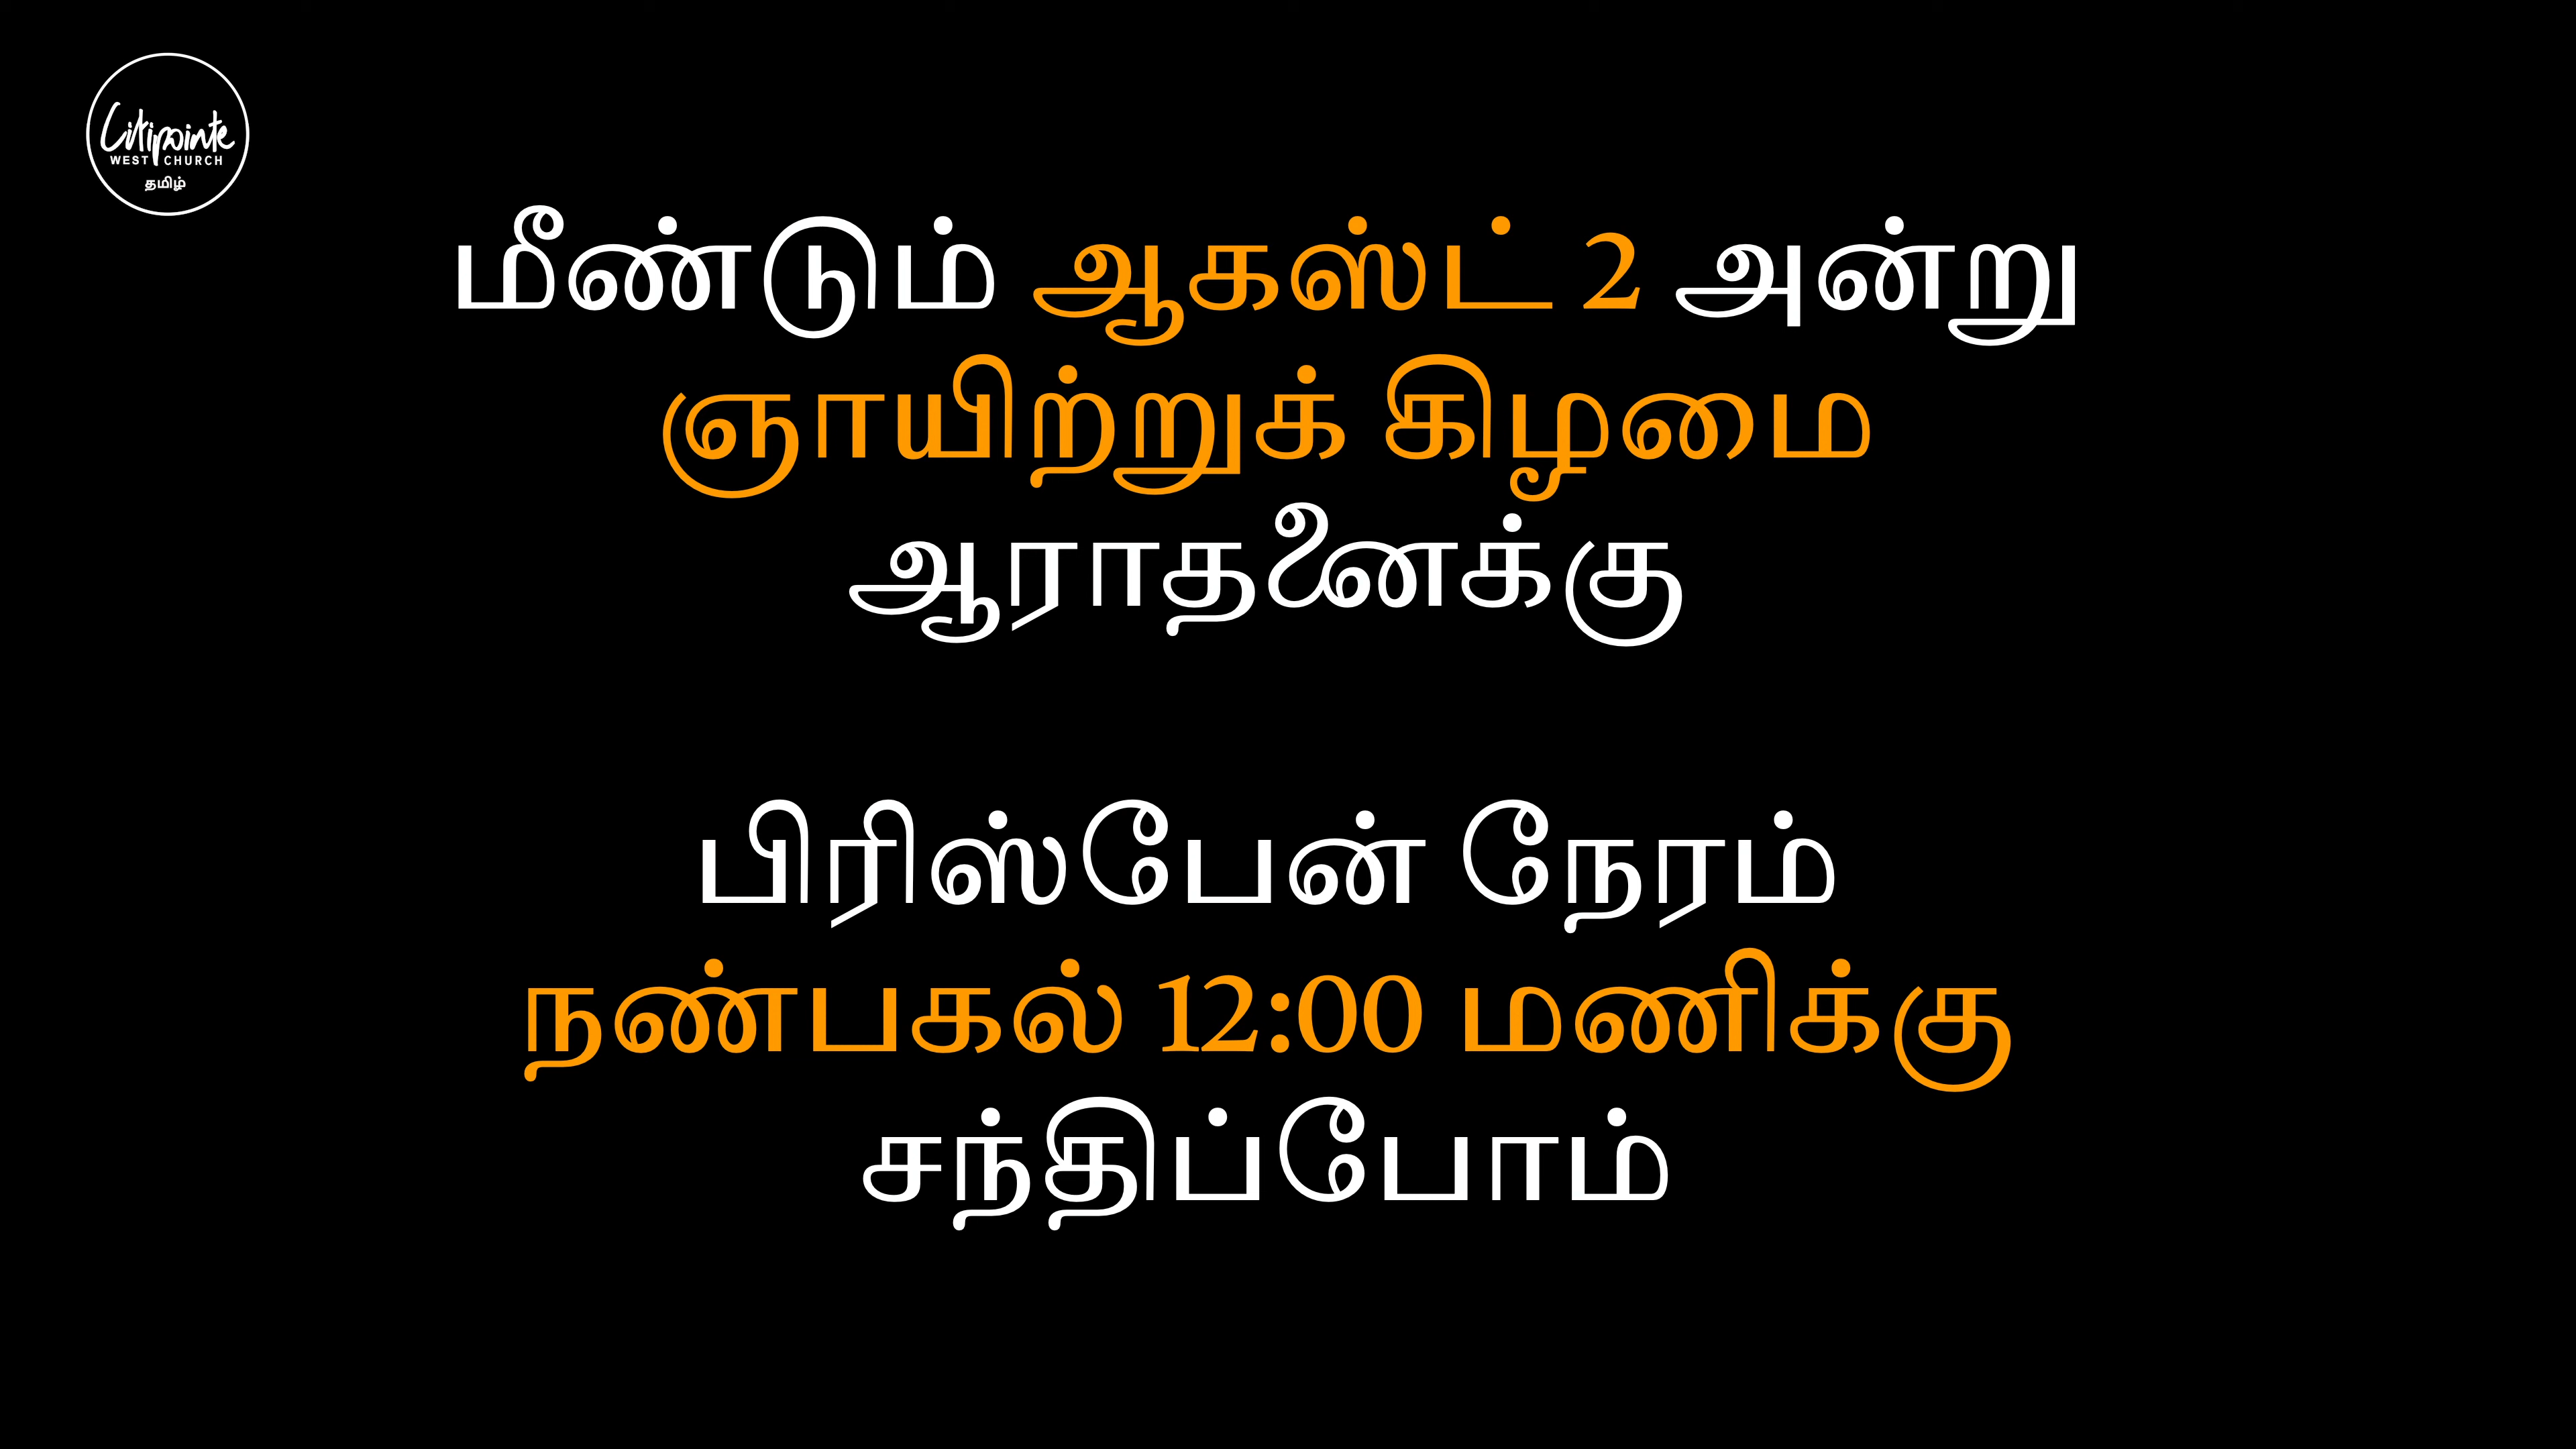 Citipointe
WEST CHURCH
தமிழ்
மீண்டும் ஆகஸ்ட் 2 அன்று
ஞாயிற்றுக் கிழமை
ஆராதனைக்கு
பிரிஸ்பேன் நேரம்
நண்பகல் 12:00 மணிக்கு
சந்திப்போம்